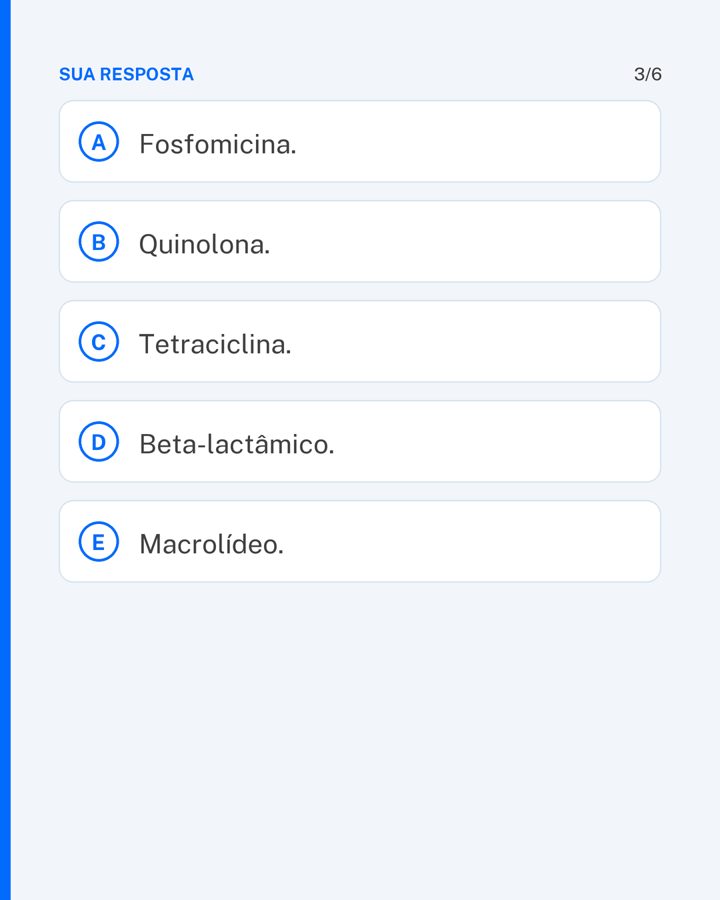 SUA RESPOSTA 3/6
A Fosfomicina.
B Quinolona.
C Tetraciclina.
D Beta-lactâmico.
E Macrolídeo.